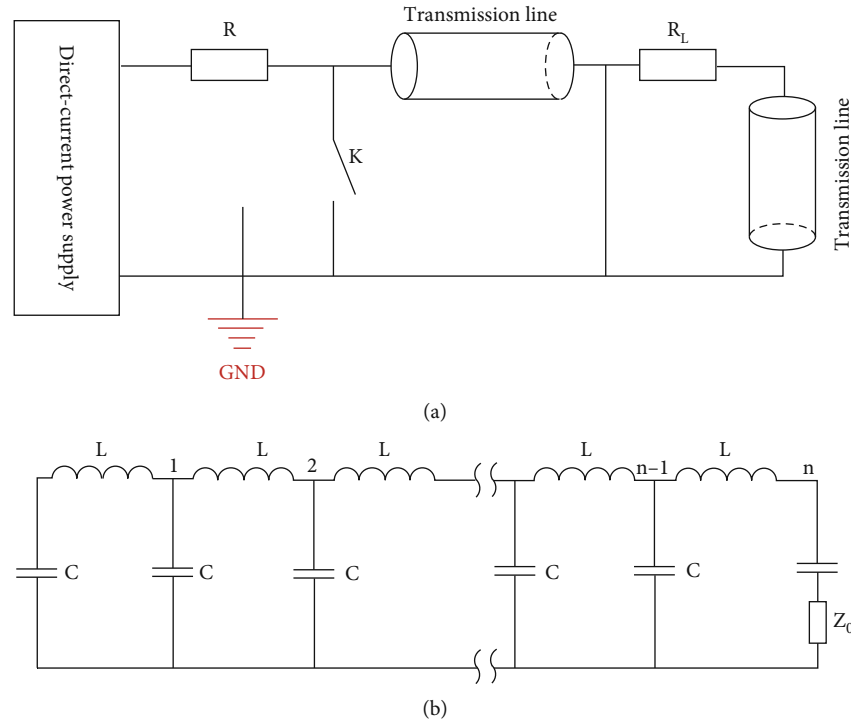 Transmission line
R
R_L
Direct-current power supply
K
Transmission line
GND
(a)
L
1
L
2
L
L
n–1
L
n
C
C
C
C
C
Z_0
(b)